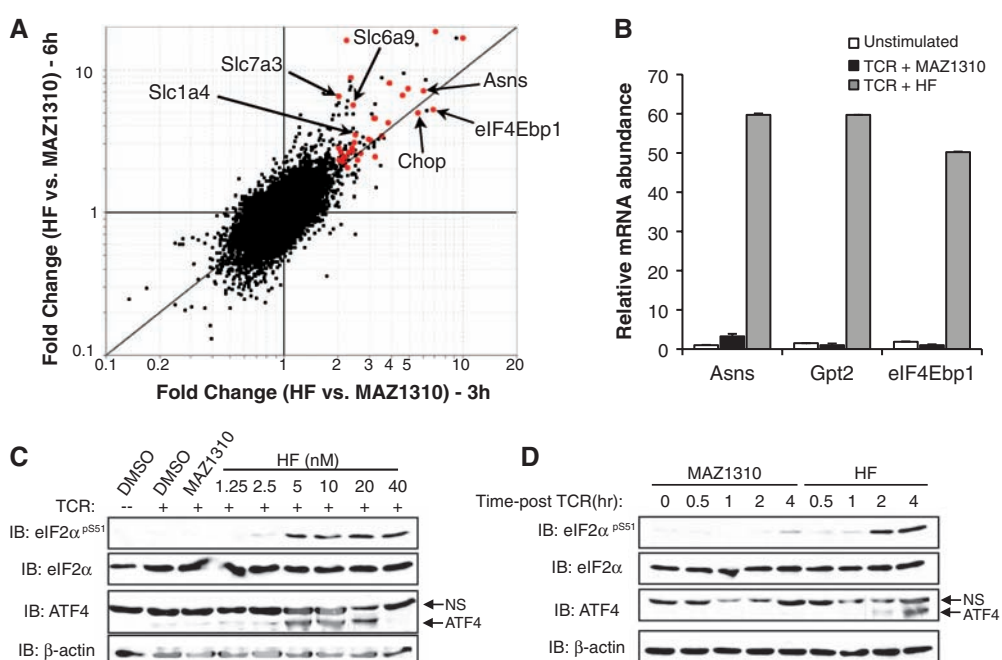 A
Fold Change (HF vs. MAZ1310) - 6h
10
1
0.1
Slc6a9
Slc7a3
Slc1a4
Asns
eIF4Ebp1
Chop
0.1 0.2 1 2 3 4 5 10 20
Fold Change (HF vs. MAZ1310) - 3h
B
Unstimulated
TCR + MAZ1310
TCR + HF
Relative mRNA abundance
70
60
50
40
30
20
10
0
Asns Gpt2 eIF4Ebp1
C
DMSO DMSO MAZ1310 HF (nM)
1.25 2.5 5 10 20 40
TCR: -- + + + + + + + +
IB: eIF2α pS51
IB: eIF2α
IB: ATF4
NS
ATF4
IB: β-actin
D
MAZ1310 HF
Time-post TCR(hr): 0 0.5 1 2 4 0.5 1 2 4
IB: eIF2α pS51
IB: eIF2α
IB: ATF4
NS
ATF4
IB: β-actin